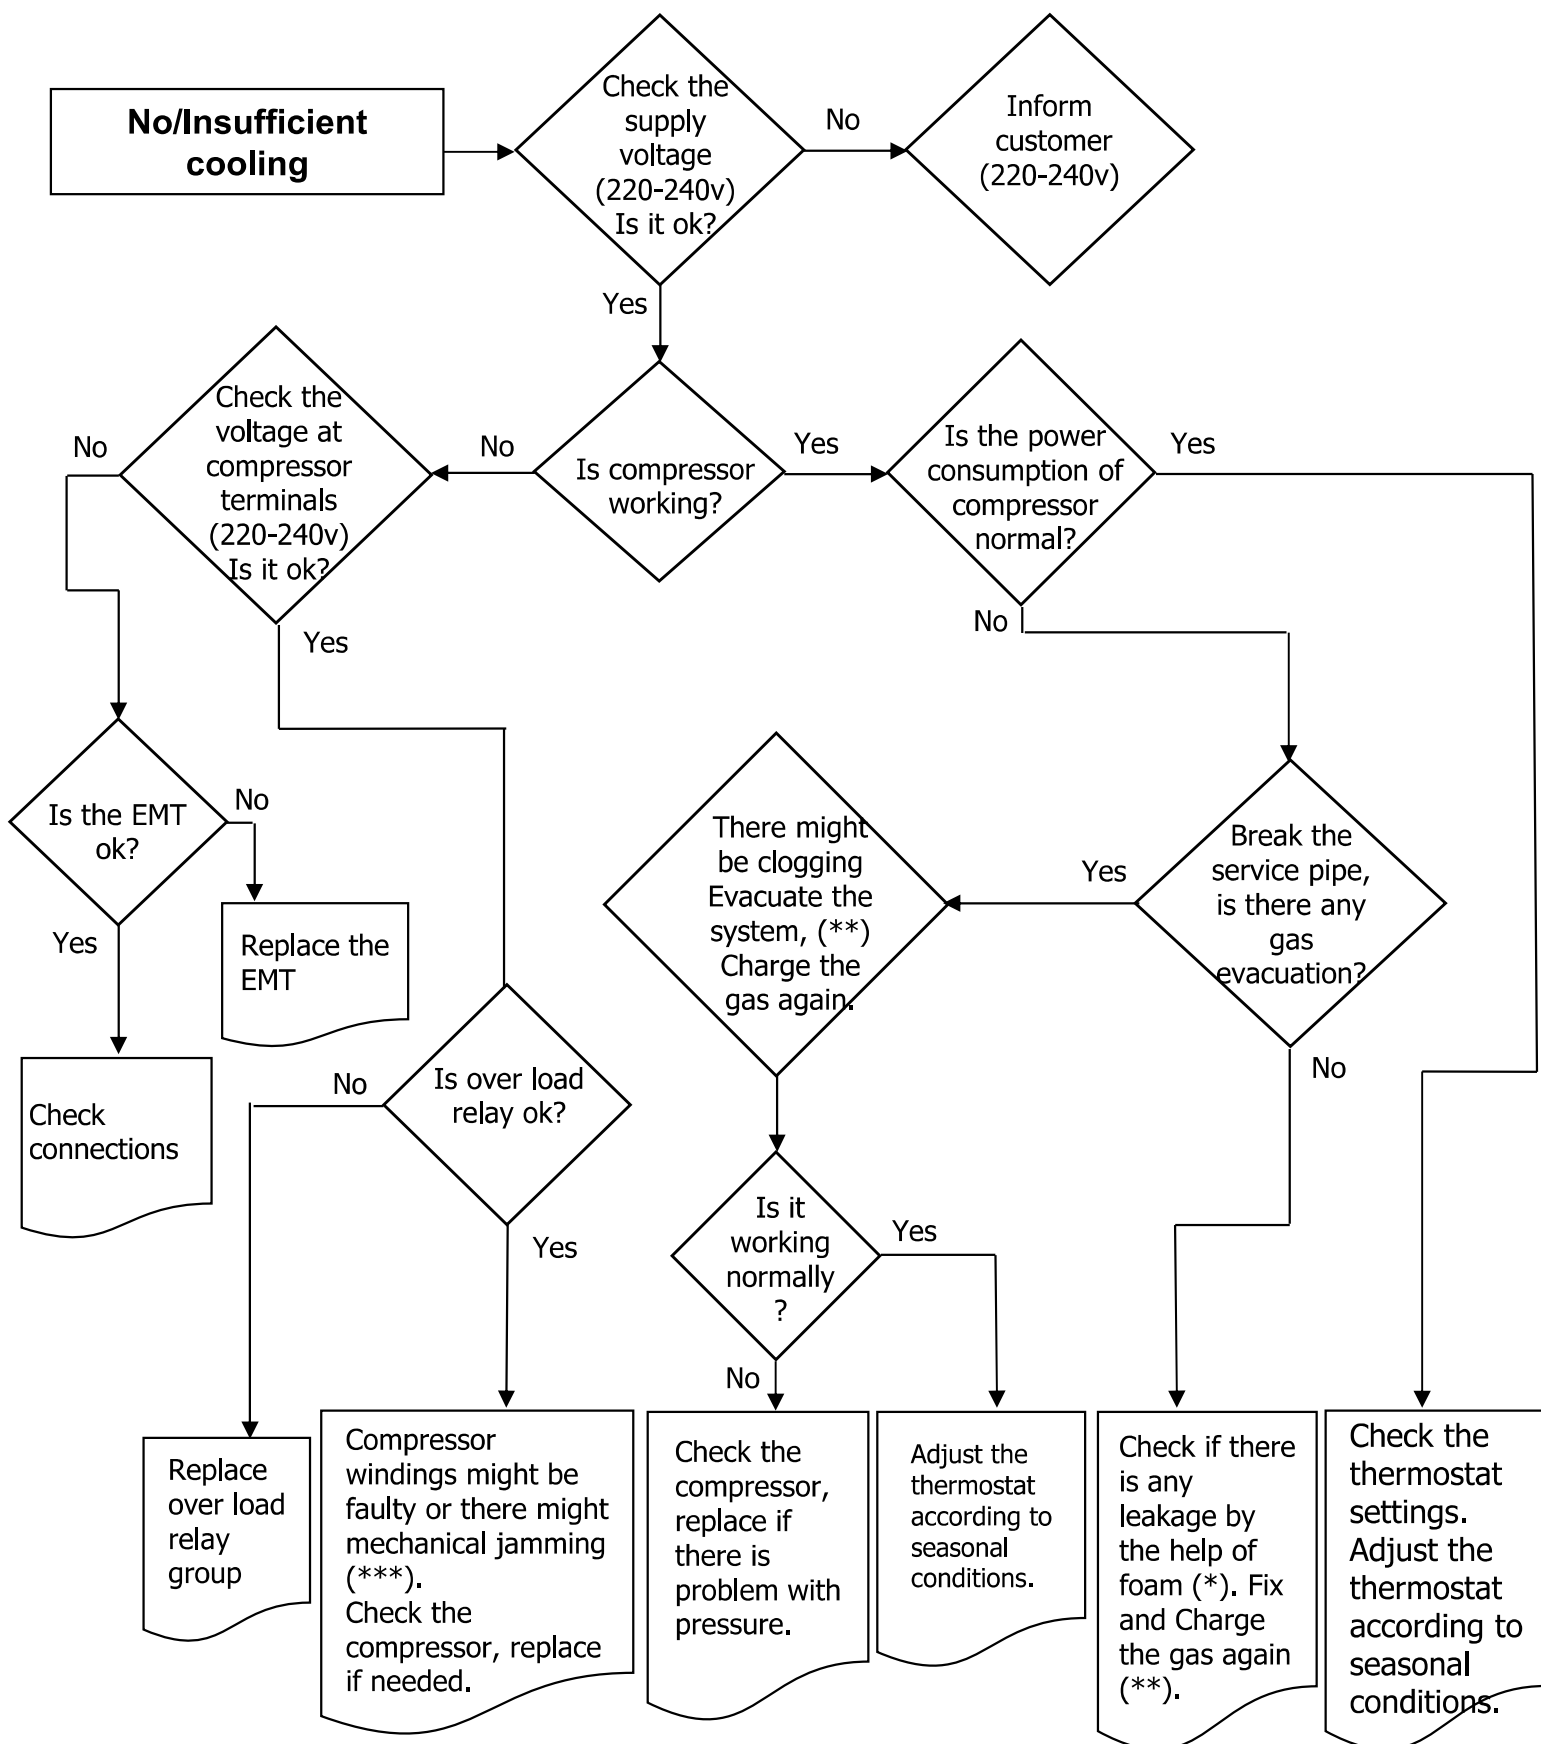 No/Insufficient
cooling
Check the
supply
voltage
(220-240v)
Is it ok?
No
Inform
customer
(220-240v)
Yes
Check the
voltage at
compressor
terminals
(220-240v)
Is it ok?
No
No
Is compressor
working?
Yes
Is the power
consumption of
compressor
normal?
Yes
Yes
No
Is the EMT
ok?
No
Yes
Replace the
EMT
Check
connections
There might
be clogging
Evacuate the
system, (**)
Charge the
gas again.
Yes
Break the
service pipe,
is there any
gas
evacuation?
No
No
Is over load
relay ok?
Yes
Is it
working
normally
?
Yes
No
Replace
over load
relay
group
Compressor
windings might be
faulty or there might
mechanical jamming
(***).
Check the
compressor, replace
if needed.
Check the
compressor,
replace if
there is
problem with
pressure.
Adjust the
thermostat
according to
seasonal
conditions.
Check if there
is any
leakage by
the help of
foam (*). Fix
and Charge
the gas again
(**).
Check the
thermostat
settings.
Adjust the
thermostat
according to
seasonal
conditions.